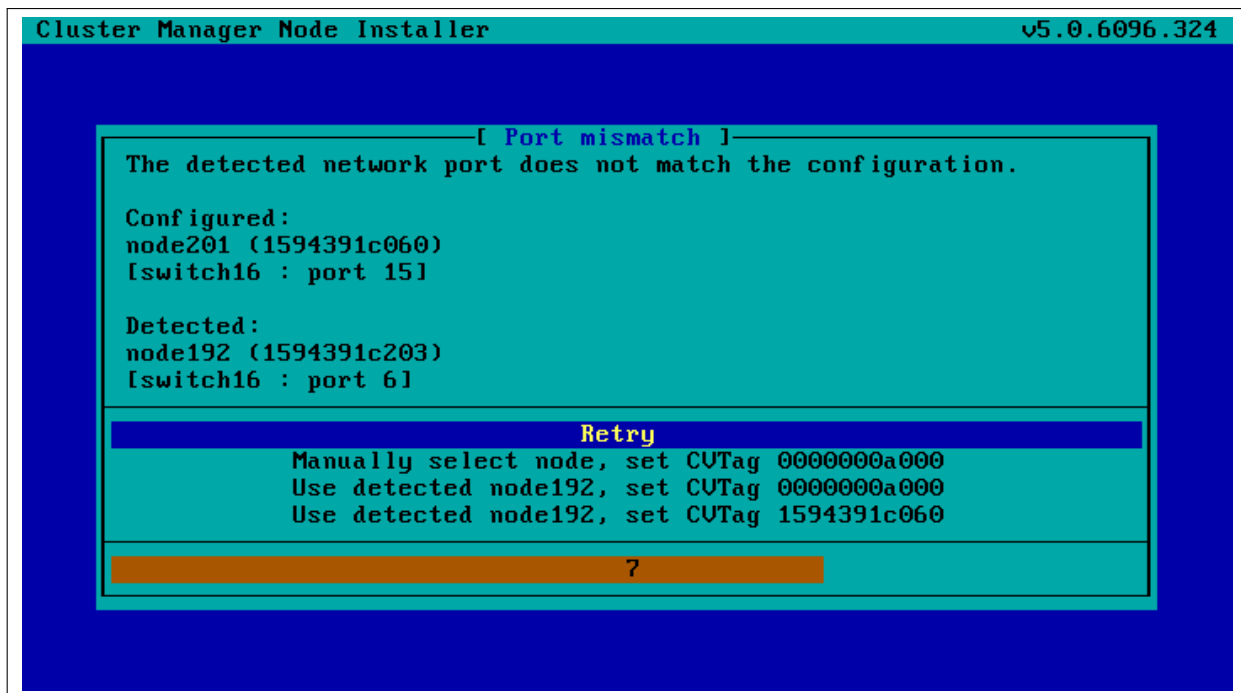 Cluster Manager Node Installer v5.0.6096.324
[ Port mismatch ]
The detected network port does not match the configuration.
Configured:
node201 (1594391c060)
[switch16 : port 15]
Detected:
node192 (1594391c203)
[switch16 : port 6]
Retry
Manually select node, set CVTag 0000000a000
Use detected node192, set CVTag 0000000a000
Use detected node192, set CVTag 1594391c060
7